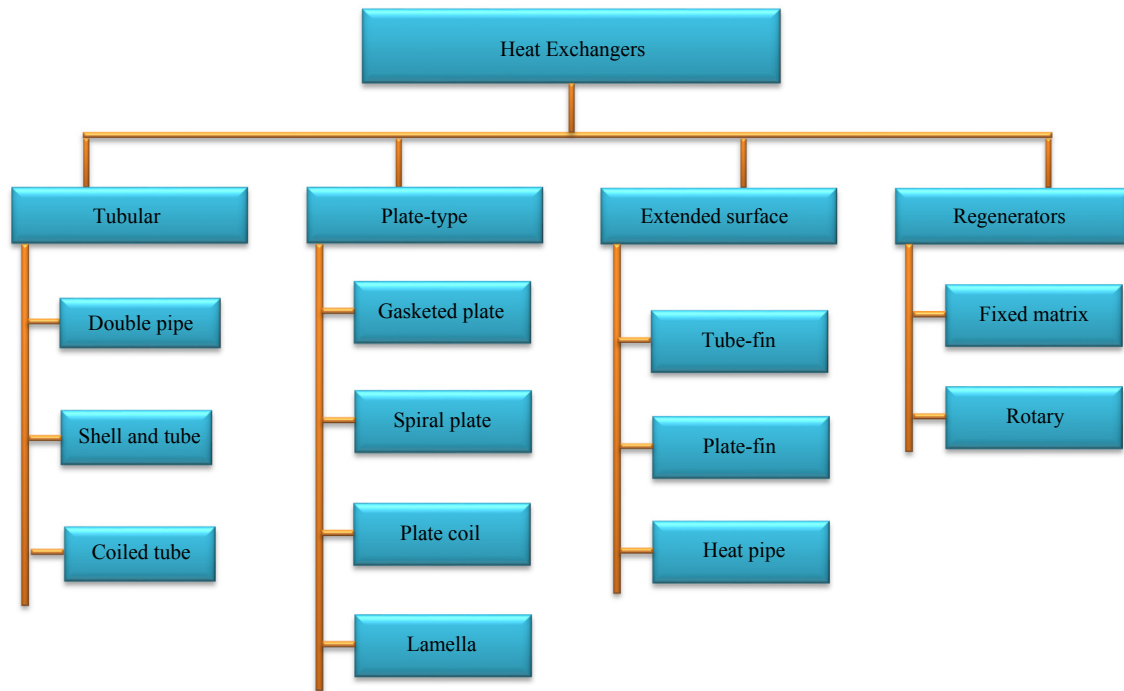 Heat Exchangers
Tubular
Plate-type
Extended surface
Regenerators
Double pipe
Shell and tube
Coiled tube
Gasketed plate
Spiral plate
Plate coil
Lamella
Tube-fin
Plate-fin
Heat pipe
Fixed matrix
Rotary